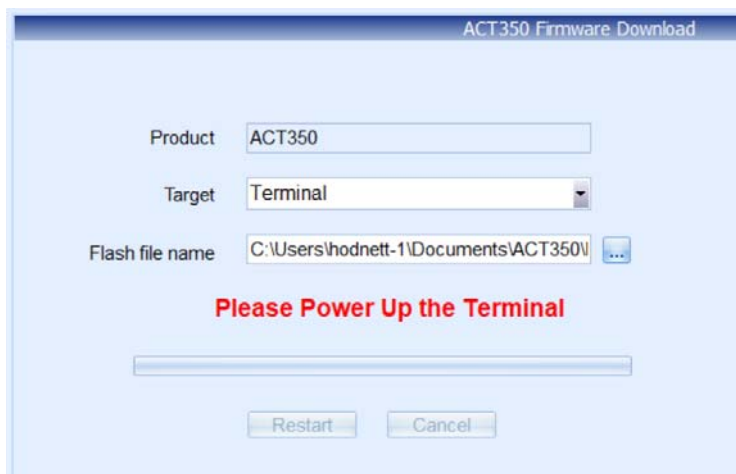 ACT350 Firmware Download
Product ACT350
Target Terminal
Flash file name C:\Users\hodnett-1\Documents\ACT350\ ...
Please Power Up the Terminal
Restart Cancel